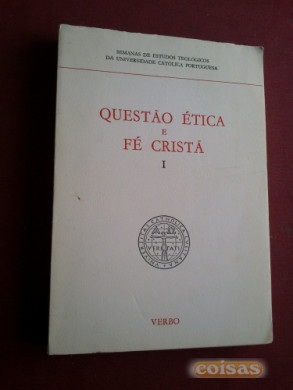 SEMANAS DE ESTUDOS TEOLÓGICOS
DA UNIVERSIDADE CATÓLICA PORTUGUESA
QUESTÃO ÉTICA
E
FÉ CRISTÃ
I
VERITATI
VERBO
coisas